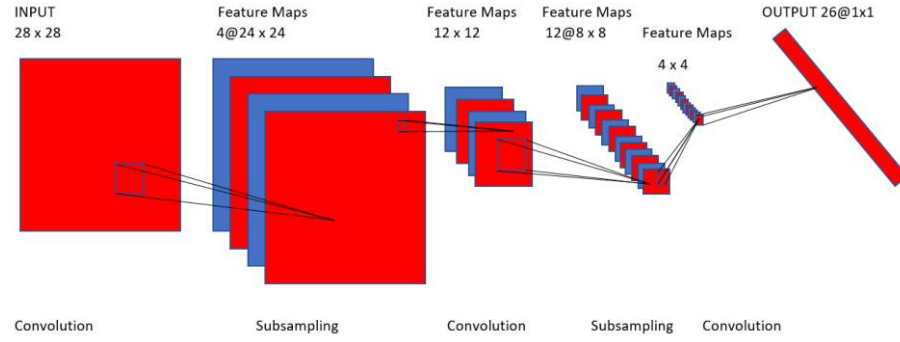 INPUT
28 x 28
Feature Maps
4@24 x 24
Feature Maps
12 x 12
Feature Maps
12@8 x 8
Feature Maps
4 x 4
OUTPUT 26@1x1
Convolution
Subsampling
Convolution
Subsampling
Convolution